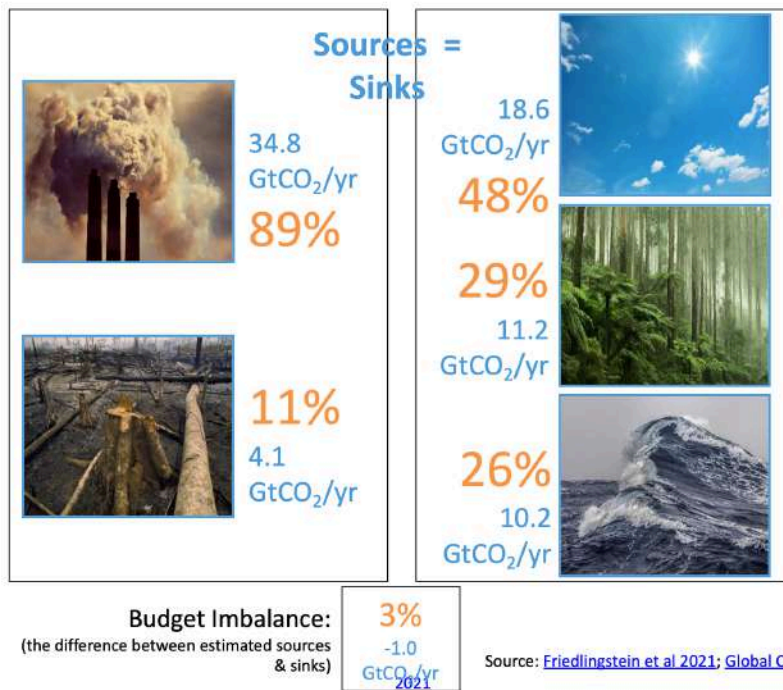 Sources =
Sinks
34.8
GtCO₂/yr
89%
11%
4.1
GtCO₂/yr
18.6
GtCO₂/yr
48%
29%
11.2
GtCO₂/yr
26%
10.2
GtCO₂/yr
Budget Imbalance:
(the difference between estimated sources
& sinks)
3%
-1.0
GtCO₂/yr
2021
Source: Friedlingstein et al 2021; Global C